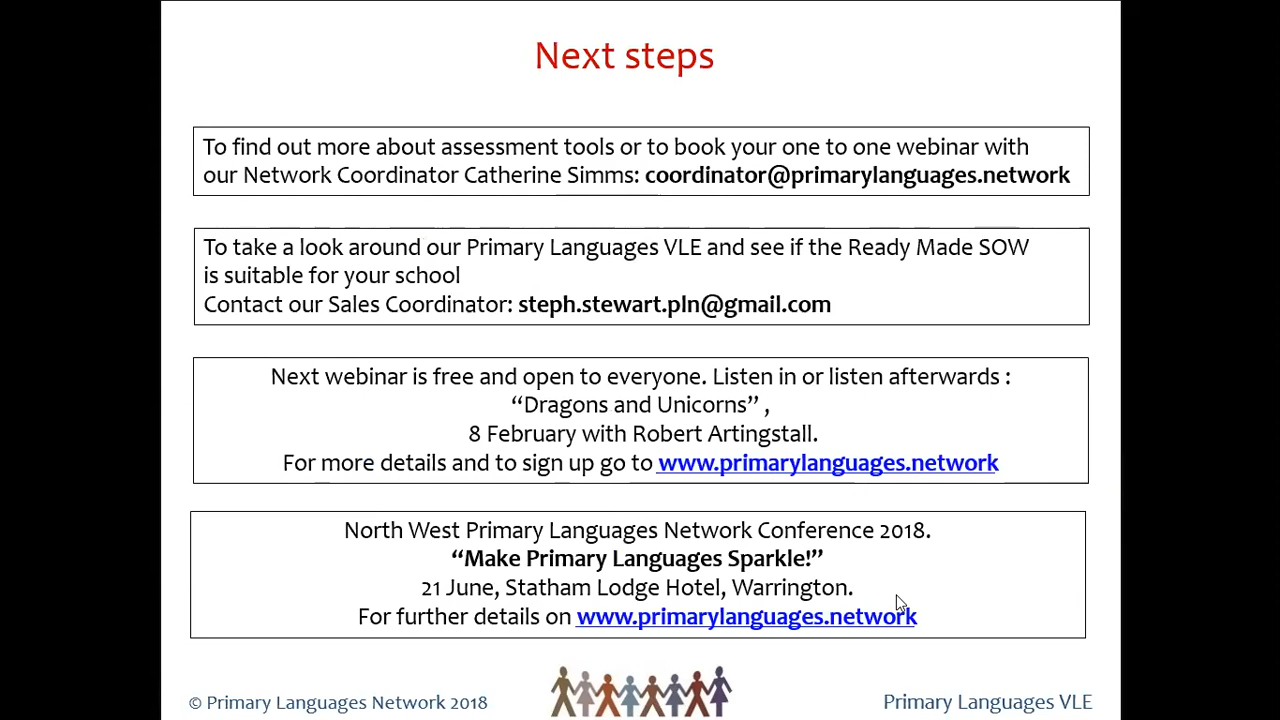 Next steps
To find out more about assessment tools or to book your one to one webinar with
our Network Coordinator Catherine Simms: coordinator@primarylanguages.network
To take a look around our Primary Languages VLE and see if the Ready Made SOW
is suitable for your school
Contact our Sales Coordinator: steph.stewart.pln@gmail.com
Next webinar is free and open to everyone. Listen in or listen afterwards :
“Dragons and Unicorns” ,
8 February with Robert Artingstall.
For more details and to sign up go to www.primarylanguages.network
North West Primary Languages Network Conference 2018.
“Make Primary Languages Sparkle!”
21 June, Statham Lodge Hotel, Warrington.
For further details on www.primarylanguages.network
© Primary Languages Network 2018
Primary Languages VLE